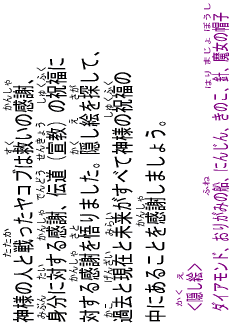 神様の人と戦ったヤコブは救いの感謝、
身分に対する感謝、伝道（宣教）の祝福に
対する感謝を悟りました。隠し絵を探して、
過去と現在と未来がすべて神様の祝福の
中にあることを感謝しましょう。
＜隠し絵＞
ダイアモンド、おりがみの船、にんじん、きのこ、針、魔女の帽子